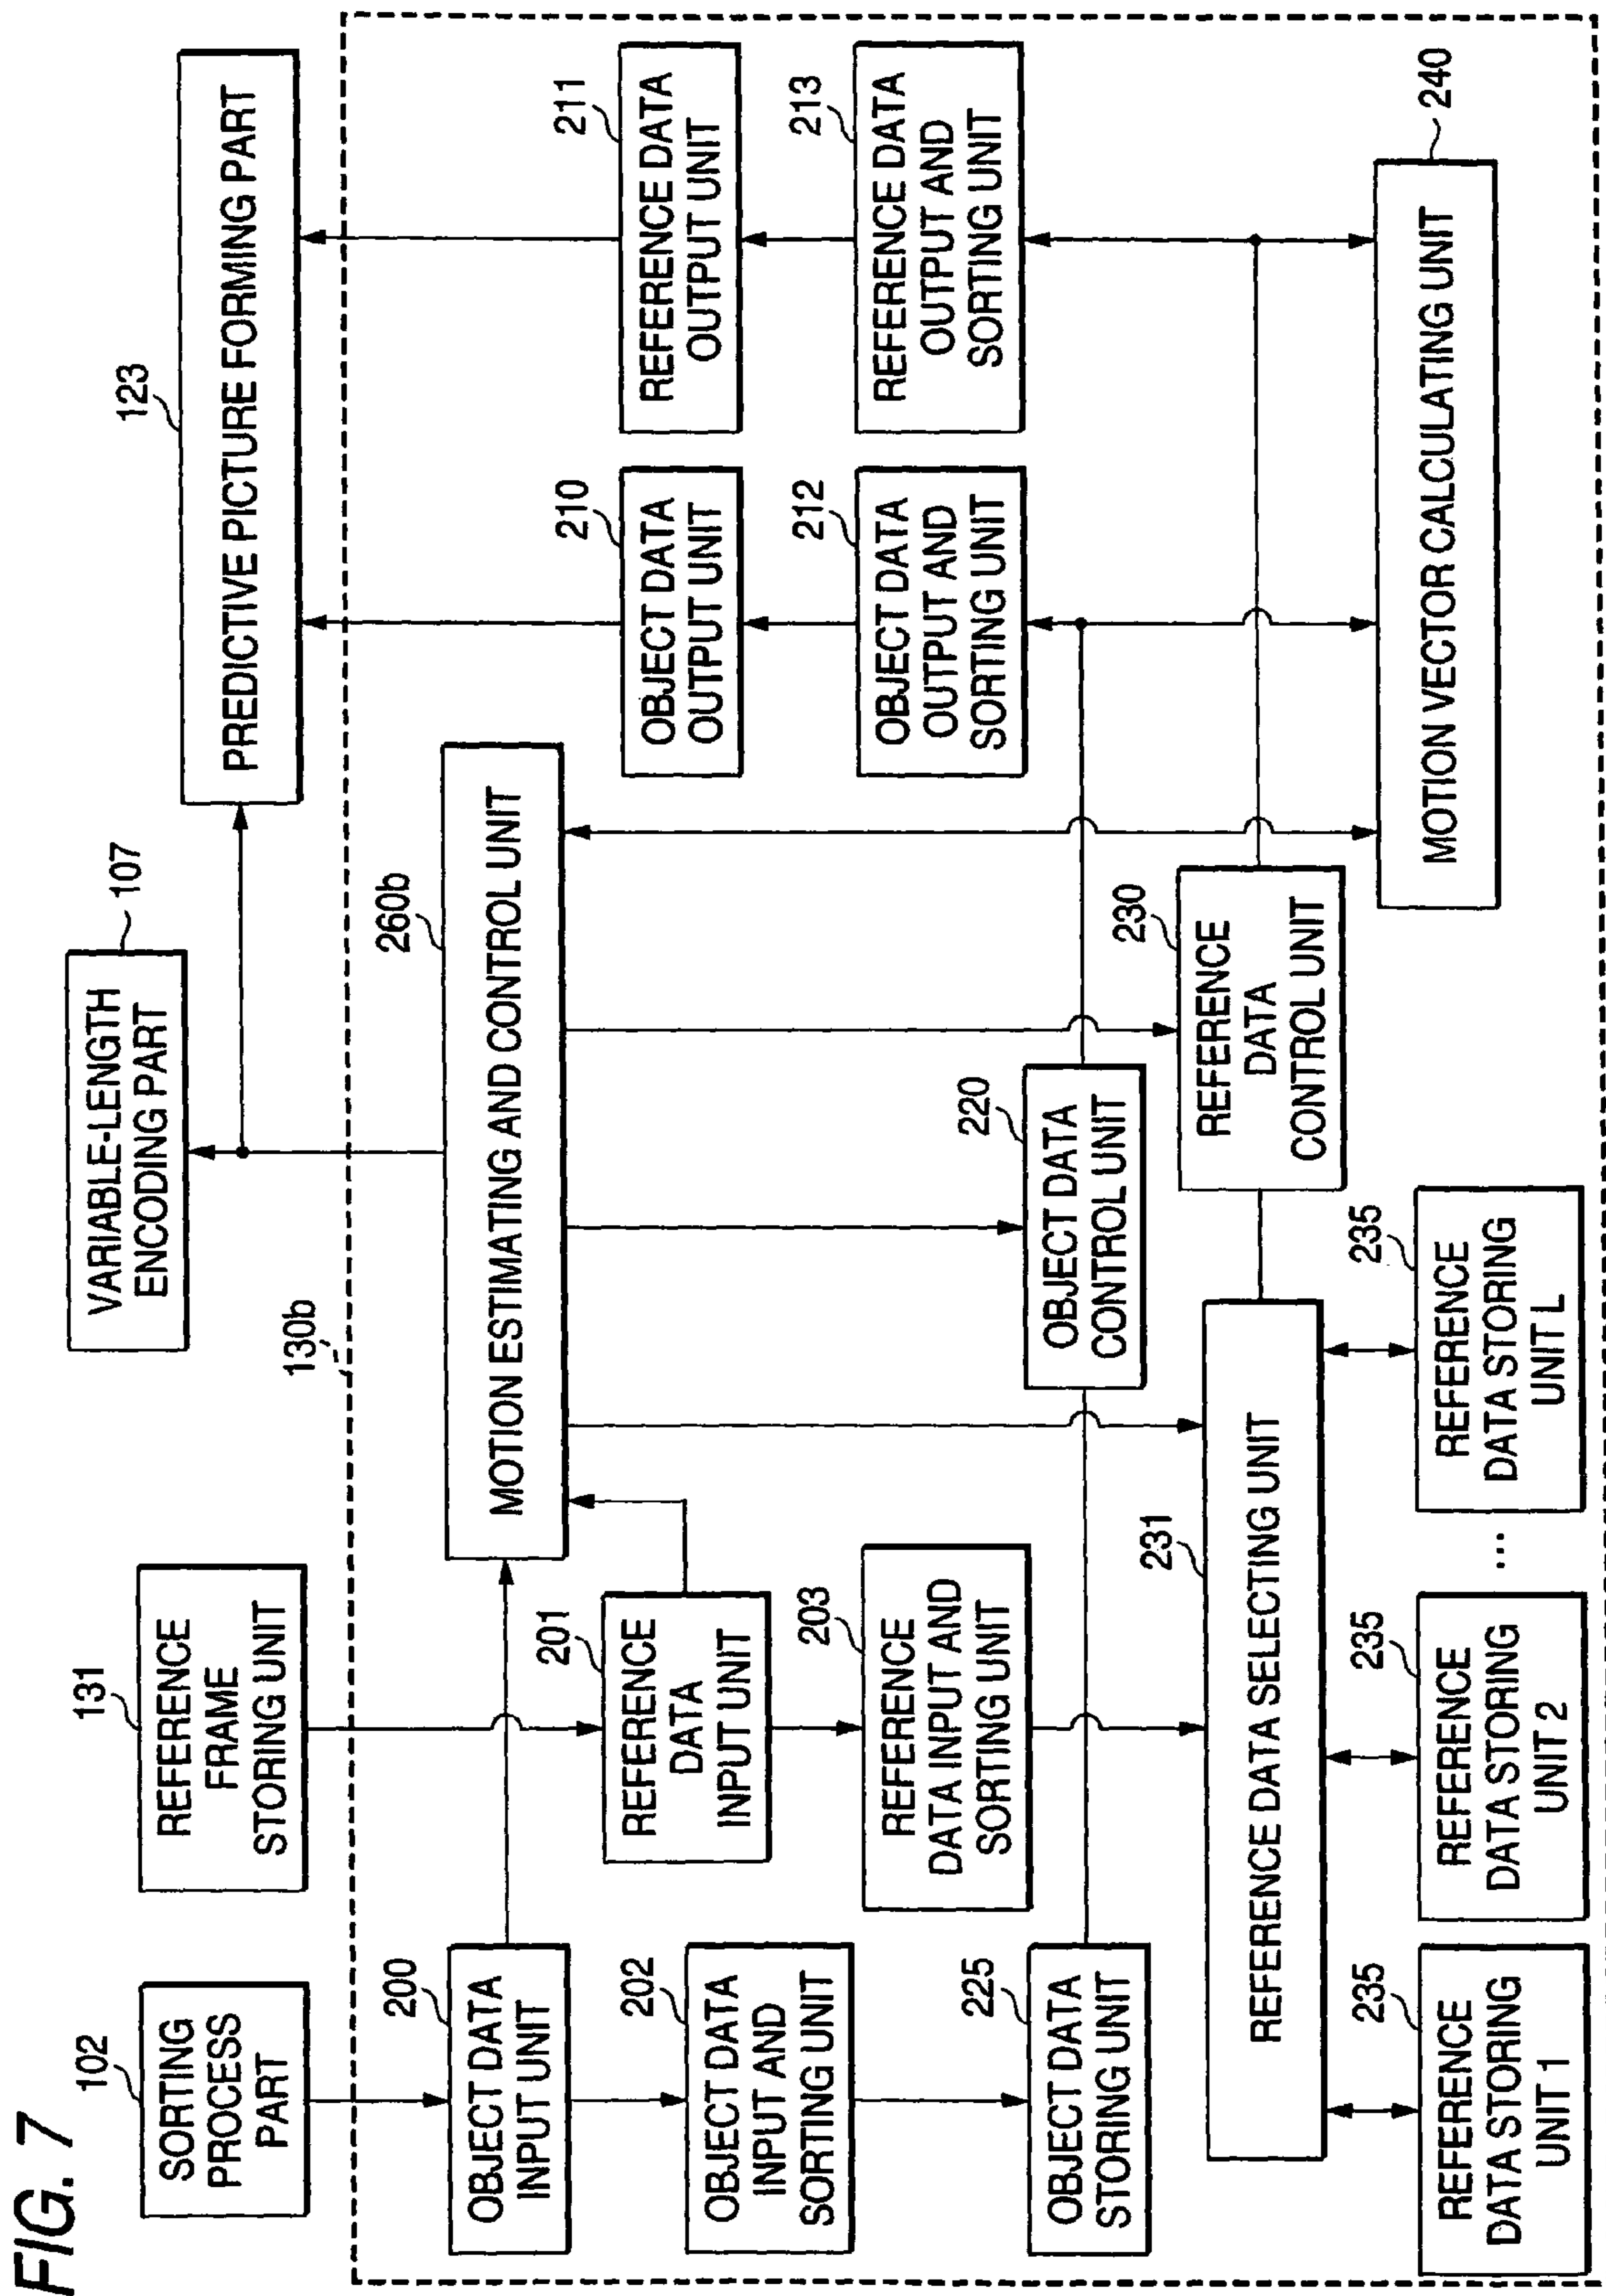 FIG. 7
102
SORTING
PROCESS
PART
131
REFERENCE
FRAME
STORING UNIT
VARIABLE-LENGTH
ENCODING PART
107
123
PREDICTIVE PICTURE FORMING PART
130b
200
OBJECT DATA
INPUT UNIT
260b
MOTION ESTIMATING AND CONTROL UNIT
201
REFERENCE
DATA
INPUT UNIT
210
OBJECT DATA
OUTPUT UNIT
211
REFERENCE DATA
OUTPUT UNIT
202
OBJECT DATA
INPUT AND
SORTING UNIT
203
REFERENCE
DATA INPUT AND
SORTING UNIT
212
OBJECT DATA
OUTPUT AND
SORTING UNIT
213
REFERENCE DATA
OUTPUT AND
SORTING UNIT
225
OBJECT DATA
STORING UNIT
220
OBJECT DATA
CONTROL UNIT
230
REFERENCE
DATA
CONTROL UNIT
231
REFERENCE DATA SELECTING UNIT
240
MOTION VECTOR CALCULATING UNIT
235
REFERENCE
DATA STORING
UNIT 1
235
REFERENCE
DATA STORING
UNIT 2
...
235
REFERENCE
DATA STORING
UNIT L